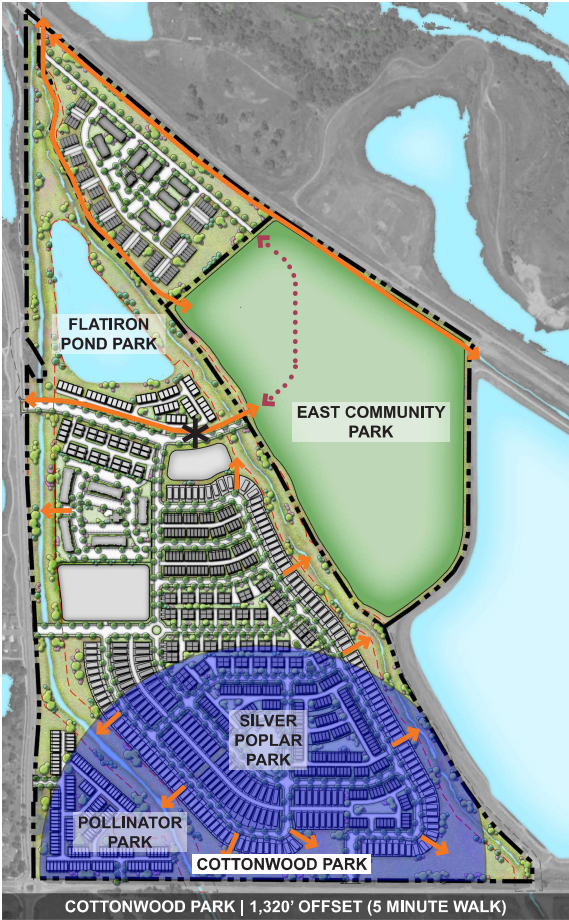 FLATIRON
POND PARK
EAST COMMUNITY
PARK
SILVER
POPLAR
PARK
POLLINATOR
PARK
COTTONWOOD PARK
COTTONWOOD PARK | 1,320' OFFSET (5 MINUTE WALK)